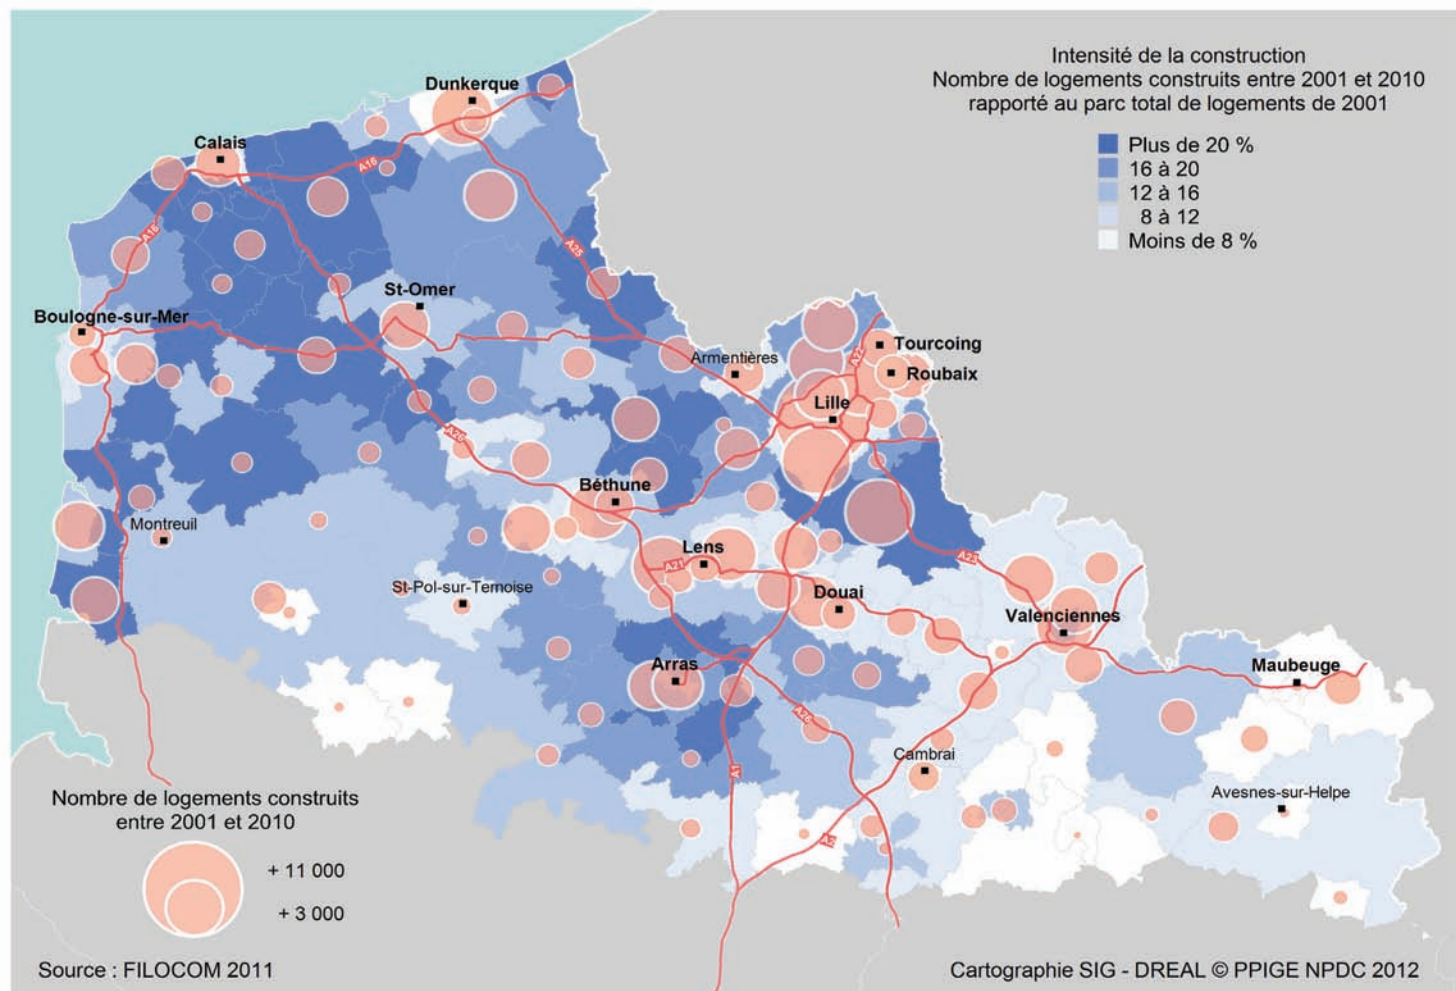 Intensité de la construction
Nombre de logements construits entre 2001 et 2010
rapporté au parc total de logements de 2001
Plus de 20 %
16 à 20
12 à 16
8 à 12
Moins de 8 %
Dunkerque
Calais
A16
A16
A25
St-Omer
Boulogne-sur-Mer
Armentières
Tourcoing
A22
Roubaix
Lille
A26
Béthune
Montreuil
Lens
A21
A23
St-Pol-sur-Ternoise
Douai
Valenciennes
Arras
Maubeuge
A26
Cambrai
A1
Avesnes-sur-Helpe
A2
Nombre de logements construits
entre 2001 et 2010
+ 11 000
+ 3 000
Source : FILOCOM 2011
Cartographie SIG - DREAL © PPIGE NPDC 2012